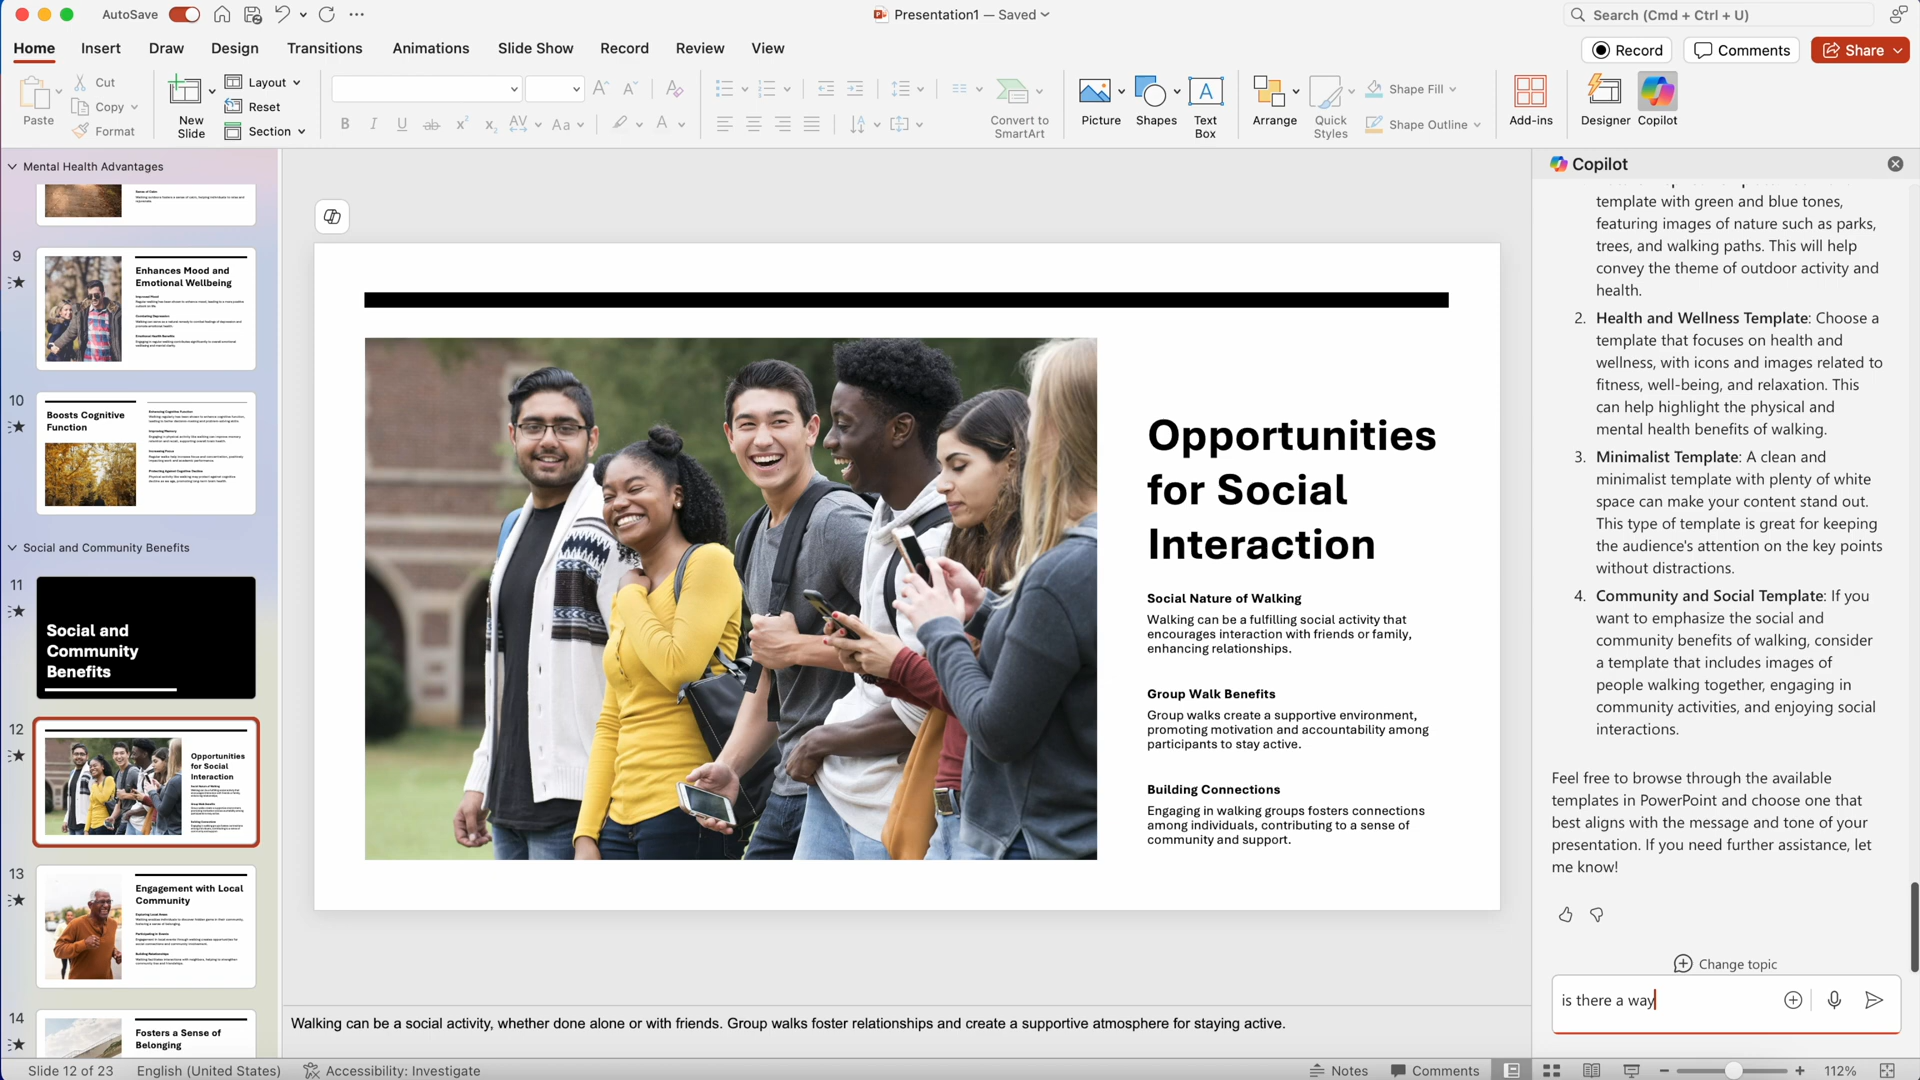 AutoSave
Presentation1 — Saved
Search (Cmd + Ctrl + U)
Home Insert Draw Design Transitions Animations Slide Show Record Review View
Record Comments Share
Paste
Cut
Copy
Format
New Slide
Layout
Reset
Section
Convert to SmartArt
Picture
Shapes
Text Box
Arrange
Quick Styles
Shape Fill
Shape Outline
Add-ins
Designer
Copilot
Mental Health Advantages
9
Enhances Mood and
Emotional Wellbeing
10
Boosts Cognitive
Function
Social and Community Benefits
11
Social and
Community
Benefits
12
Opportunities
for Social
Interaction
13
Engagement with Local
Community
14
Fosters a Sense of
Belonging
Opportunities
for Social
Interaction
Social Nature of Walking
Walking can be a fulfilling social activity that
encourages interaction with friends or family,
enhancing relationships.
Group Walk Benefits
Group walks create a supportive environment,
promoting motivation and accountability among
participants to stay active.
Building Connections
Engaging in walking groups fosters connections
among individuals, contributing to a sense of
community and support.
Walking can be a social activity, whether done alone or with friends. Group walks foster relationships and create a supportive atmosphere for staying active.
Copilot
template with green and blue tones,
featuring images of nature such as parks,
trees, and walking paths. This will help
convey the theme of outdoor activity and
health.
2. Health and Wellness Template: Choose a
template that focuses on health and
wellness, with icons and images related to
fitness, well-being, and relaxation. This
can help highlight the physical and
mental health benefits of walking.
3. Minimalist Template: A clean and
minimalist template with plenty of white
space can make your content stand out.
This type of template is great for keeping
the audience's attention on the key points
without distractions.
4. Community and Social Template: If you
want to emphasize the social and
community benefits of walking, consider
a template that includes images of
people walking together, engaging in
community activities, and enjoying social
interactions.
Feel free to browse through the available
templates in PowerPoint and choose one that
best aligns with the message and tone of your
presentation. If you need further assistance, let
me know!
Change topic
is there a way
Slide 12 of 23 English (United States) Accessibility: Investigate
Notes Comments 112%